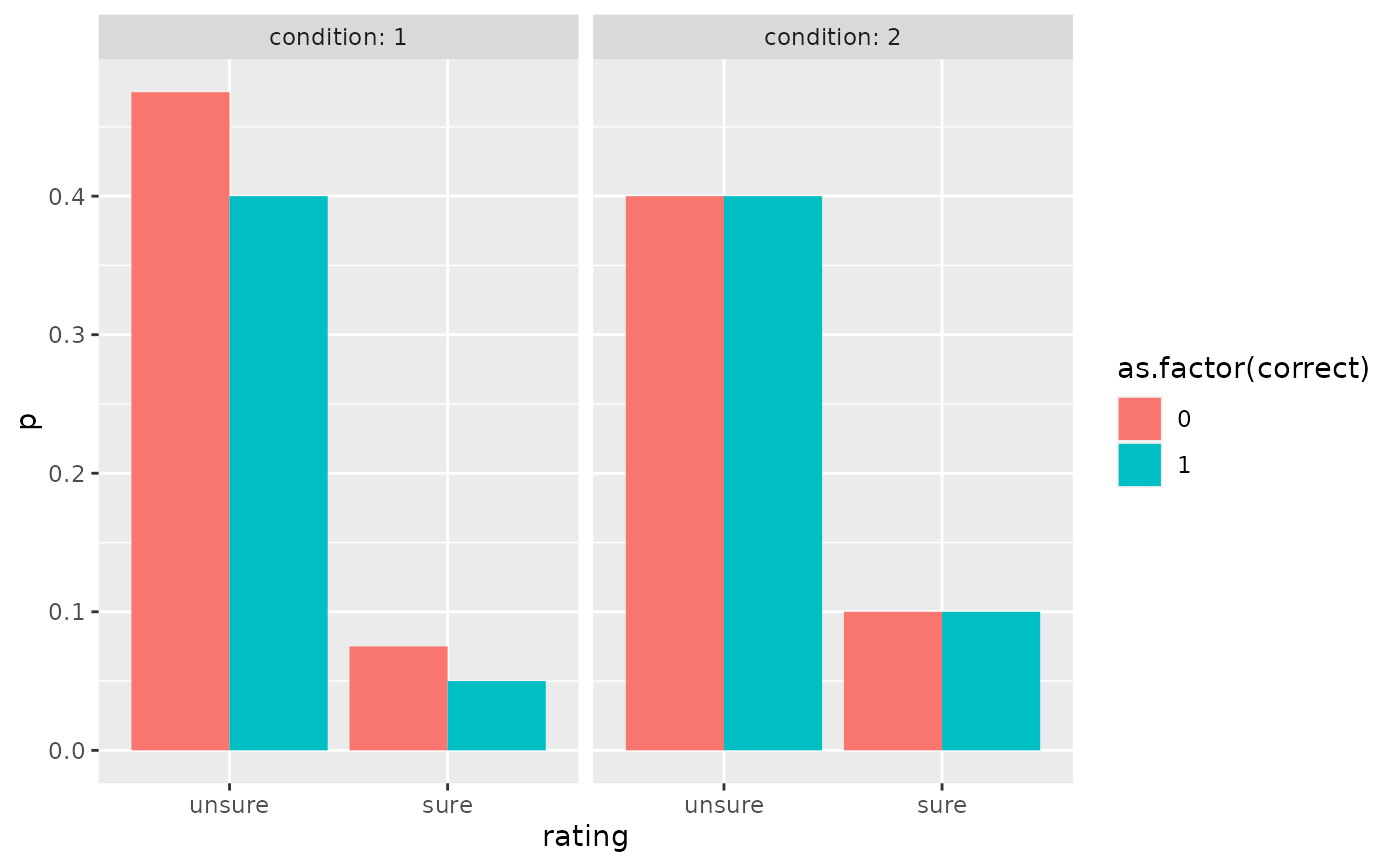 condition: 1
condition: 2
0.4
0.3
0.2
0.1
0.0
p
unsure
sure
unsure
sure
rating
as.factor(correct)
0
1